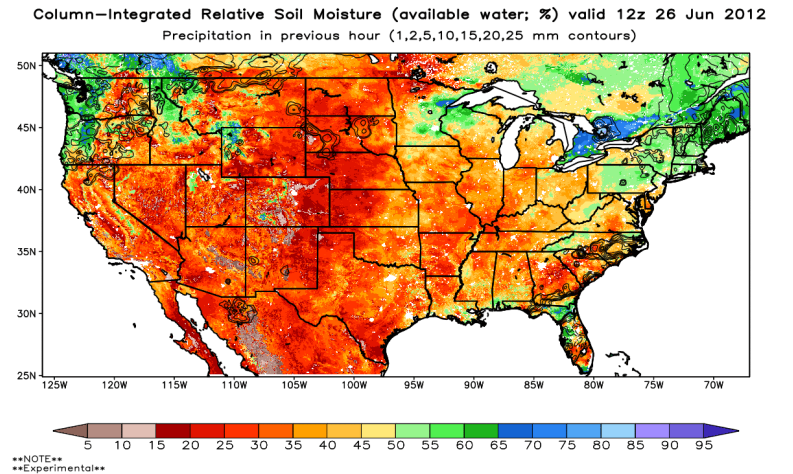 Column-Integrated Relative Soil Moisture (available water; %) valid 12z 26 Jun 2012
Precipitation in previous hour (1,2,5,10,15,20,25 mm contours)
50N
45N
40N
35N
30N
25N
125W 120W 115W 110W 105W 100W 95W 90W 85W 80W 75W 70W
5 10 15 20 25 30 35 40 45 50 55 60 65 70 75 80 85 90 95
**NOTE**
**Experimental**